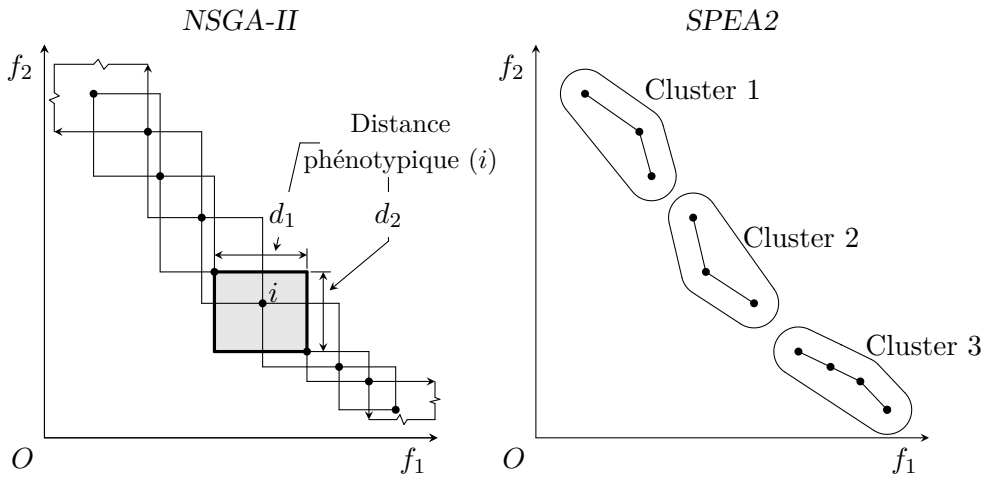 NSGA-II
f2
Distance
phénotypique (i)
d1
d2
i
O
f1
SPEA2
f2
Cluster 1
Cluster 2
Cluster 3
O
f1